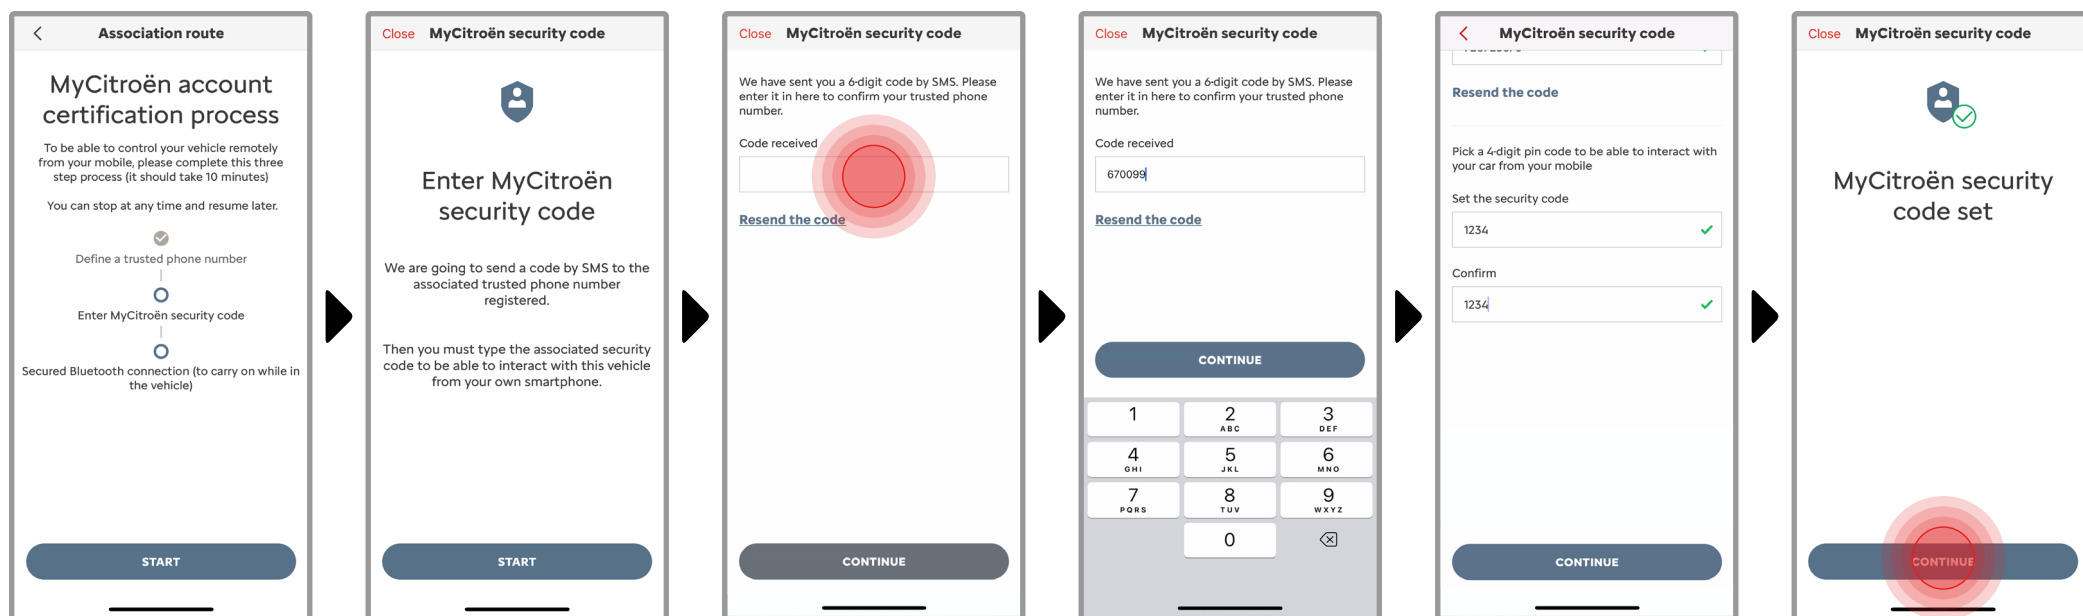 Association route
MyCitroën account
certification process
To be able to control your vehicle remotely
from your mobile, please complete this three
step process (it should take 10 minutes)
You can stop at any time and resume later.
Define a trusted phone number
Enter MyCitroën security code
Secured Bluetooth connection (to carry on while in
the vehicle)
START
Close MyCitroën security code
Enter MyCitroën
security code
We are going to send a code by SMS to the
associated trusted phone number
registered.
Then you must type the associated security
code to be able to interact with this vehicle
from your own smartphone.
START
Close MyCitroën security code
We have sent you a 6-digit code by SMS. Please
enter it in here to confirm your trusted phone
number.
Code received
Resend the code
CONTINUE
Close MyCitroën security code
We have sent you a 6-digit code by SMS. Please
enter it in here to confirm your trusted phone
number.
Code received
670099
Resend the code
CONTINUE
1 2 3
ABC DEF
4 5 6
GHI JKL MNO
7 8 9
PQRS TUV WXYZ
0
MyCitroën security code
Resend the code
Pick a 4-digit pin code to be able to interact with
your car from your mobile
Set the security code
1234
Confirm
1234
CONTINUE
Close MyCitroën security code
MyCitroën security
code set
CONTINUE